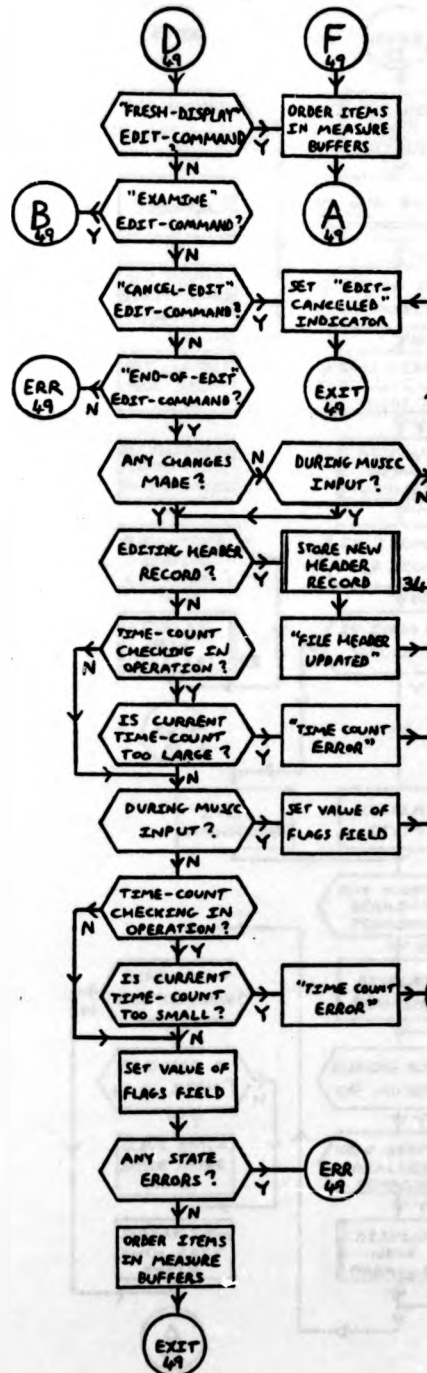 D
49
F
49
"FRESH-DISPLAY"
EDIT-COMMAND
?
Y
N
ORDER ITEMS
IN MEASURE
BUFFERS
B
49
Y
"EXAMINE"
EDIT-COMMAND?
N
A
49
"CANCEL-EDIT"
EDIT-COMMAND?
Y
N
SET "EDIT-
CANCELLED"
INDICATOR
ERR
49
N
"END-OF-EDIT"
EDIT-COMMAND?
Y
EXIT
49
ANY CHANGES
MADE?
N
Y
DURING MUSIC
INPUT?
N
Y
EDITING HEADER
RECORD?
Y
N
STORE NEW
HEADER
RECORD
34
TIME-COUNT
CHECKING IN
OPERATION?
N
Y
"FILE HEADER
UPDATED"
IS CURRENT
TIME-COUNT
TOO LARGE?
Y
N
"TIME COUNT
ERROR"
DURING MUSIC
INPUT?
Y
N
SET VALUE OF
FLAGS FIELD
TIME-COUNT
CHECKING IN
OPERATION?
N
Y
IS CURRENT
TIME-COUNT
TOO SMALL?
Y
N
"TIME COUNT
ERROR"
SET VALUE OF
FLAGS FIELD
ANY STATE
ERRORS?
Y
N
ERR
49
ORDER ITEMS
IN MEASURE
BUFFERS
EXIT
49